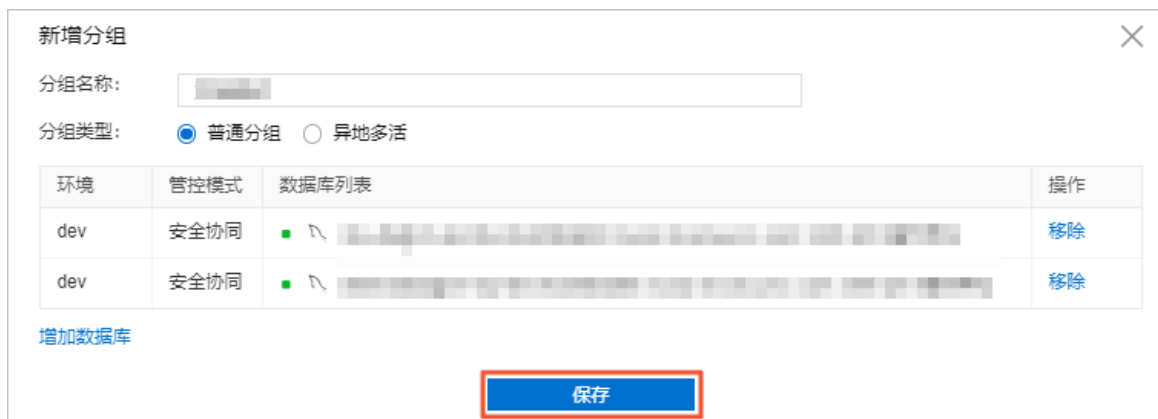 新增分组
分组名称:
分组类型: 普通分组 异地多活
环境 管控模式 数据库列表 操作
dev 安全协同 移除
dev 安全协同 移除
增加数据库
保存